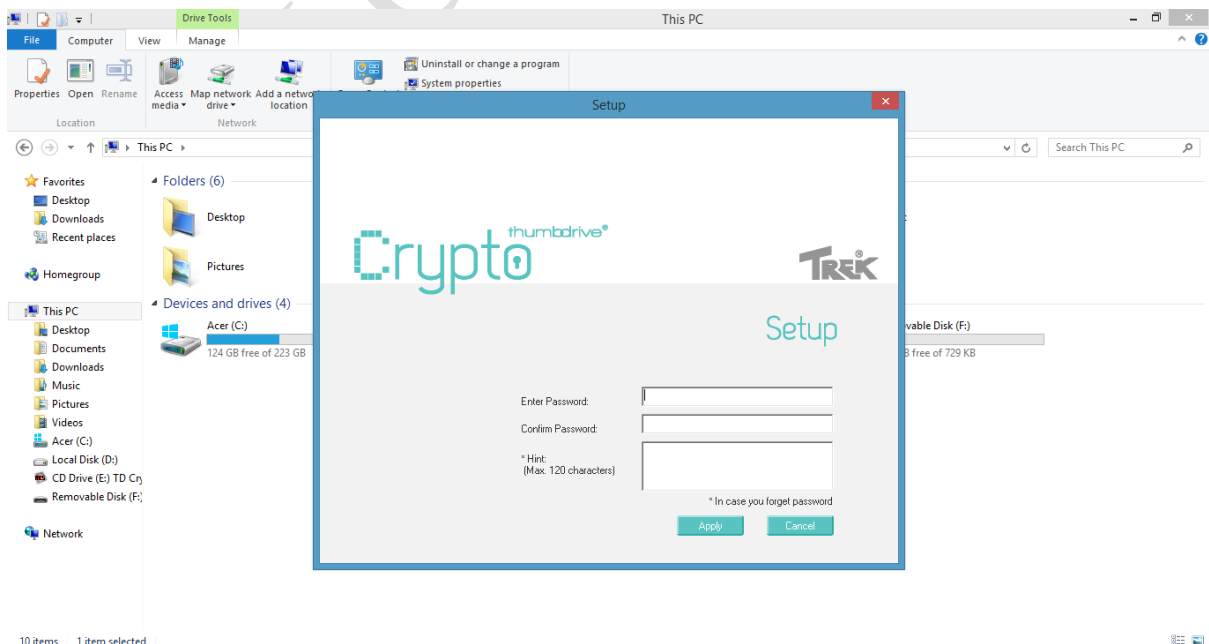 Drive Tools
This PC
File
Computer
View
Manage
Properties
Open
Rename
Access media
Map network drive
Add a netwo
location
Uninstall or change a program
System properties
Location
Network
Setup
This PC
Search This PC
Favorites
Desktop
Downloads
Recent places
Homegroup
This PC
Desktop
Documents
Downloads
Music
Pictures
Videos
Acer (C:)
Local Disk (D:)
CD Drive (E:) TD Cry
Removable Disk (F:)
Network
Folders (6)
Desktop
Pictures
Devices and drives (4)
Acer (C:)
124 GB free of 223 GB
vable Disk (F:)
B free of 729 KB
thumbdrive®
Crypto
TREK®
Setup
Enter Password:
Confirm Password:
* Hint:
(Max. 120 characters)
* In case you forget password
Apply
Cancel
10 items
1 item selected